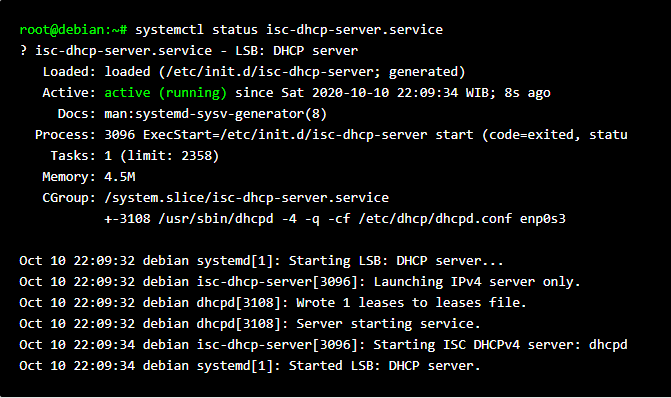 root@debian:~# systemctl status isc-dhcp-server.service
? isc-dhcp-server.service - LSB: DHCP server
Loaded: loaded (/etc/init.d/isc-dhcp-server; generated)
Active: active (running) since Sat 2020-10-10 22:09:34 WIB; 8s ago
Docs: man:systemd-sysv-generator(8)
Process: 3096 ExecStart=/etc/init.d/isc-dhcp-server start (code=exited, statu
Tasks: 1 (limit: 2358)
Memory: 4.5M
CGroup: /system.slice/isc-dhcp-server.service
+-3108 /usr/sbin/dhcpd -4 -q -cf /etc/dhcp/dhcpd.conf enp0s3
Oct 10 22:09:32 debian systemd[1]: Starting LSB: DHCP server...
Oct 10 22:09:32 debian isc-dhcp-server[3096]: Launching IPv4 server only.
Oct 10 22:09:32 debian dhcpd[3108]: Wrote 1 leases to leases file.
Oct 10 22:09:32 debian dhcpd[3108]: Server starting service.
Oct 10 22:09:34 debian isc-dhcp-server[3096]: Starting ISC DHCPv4 server: dhcpd
Oct 10 22:09:34 debian systemd[1]: Started LSB: DHCP server.